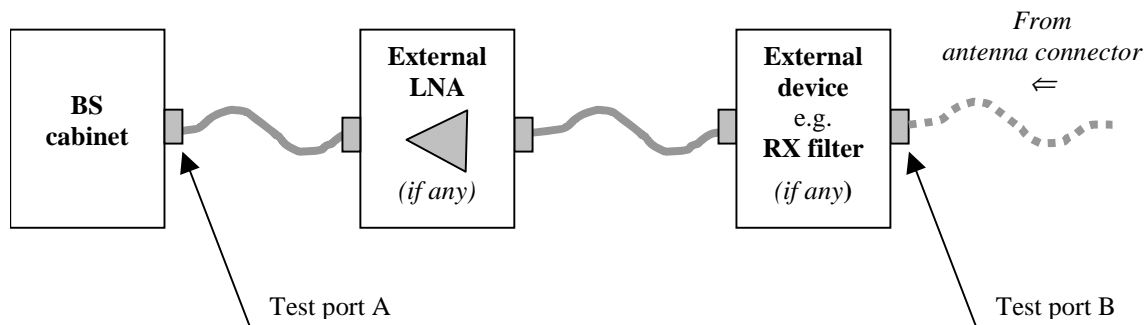 BS
cabinet
External
LNA
(if any)
External
device
e.g.
RX filter
(if any)
From
antenna connector
⇐
Test port A
Test port B